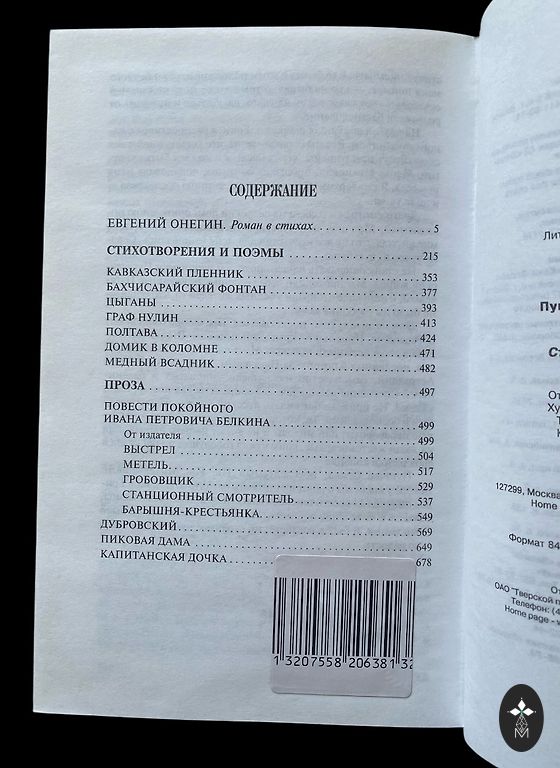 СОДЕРЖАНИЕ
ЕВГЕНИЙ ОНЕГИН. Роман в стихах. 5
СТИХОТВОРЕНИЯ И ПОЭМЫ 215
КАВКАЗСКИЙ ПЛЕННИК 353
БАХЧИСАРАЙСКИЙ ФОНТАН 377
ЦЫГАНЫ 393
ГРАФ НУЛИН 413
ПОЛТАВА 424
ДОМИК В КОЛОМНЕ 471
МЕДНЫЙ ВСАДНИК 482
ПРОЗА 497
ПОВЕСТИ ПОКОЙНОГО
ИВАНА ПЕТРОВИЧА БЕЛКИНА 499
От издателя 499
ВЫСТРЕЛ 504
МЕТЕЛЬ. 517
ГРОБОВЩИК 529
СТАНЦИОННЫЙ СМОТРИТЕЛЬ. 537
БАРЫШНЯ-КРЕСТЬЯНКА. 549
ДУБРОВСКИЙ. 569
ПИКОВАЯ ДАМА 649
КАПИТАНСКАЯ ДОЧКА 678
1 3207558 206381 32
127299, Москва
Home
Формат 84
ОАО "Тверской п
Телефон: (4
Home page -
М